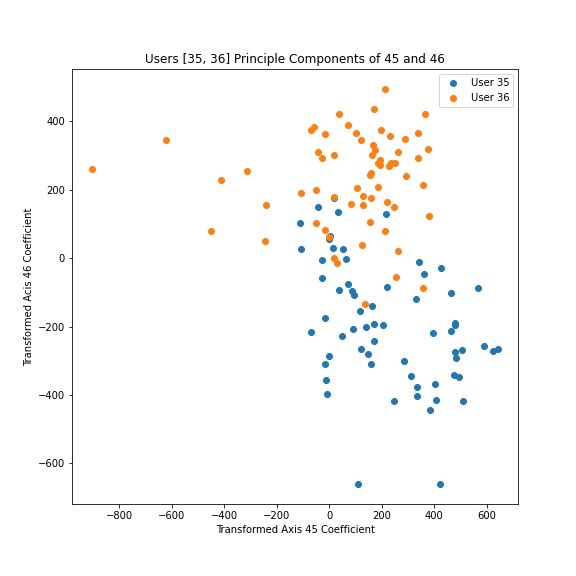 Users [35, 36] Principle Components of 45 and 46
User 35
User 36
Transformed Acis 46 Coefficient
400
200
0
−200
−400
−600
−800
−600
−400
−200
0
200
400
600
Transformed Axis 45 Coefficient